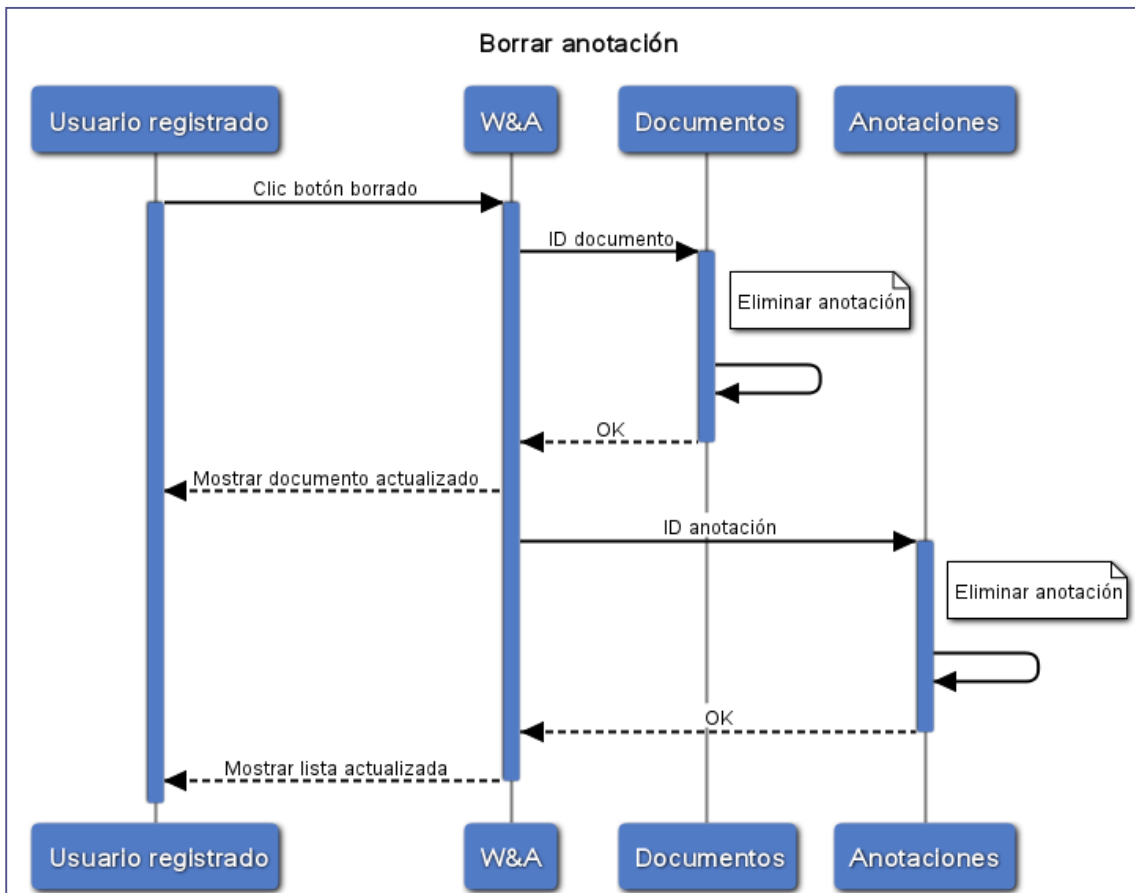 Borrar anotación
Usuario registrado
W&A
Documentos
Anotaciones
Clic botón borrado
ID documento
Eliminar anotación
OK
Mostrar documento actualizado
ID anotación
Eliminar anotación
OK
Mostrar lista actualizada
Usuario registrado
W&A
Documentos
Anotaciones